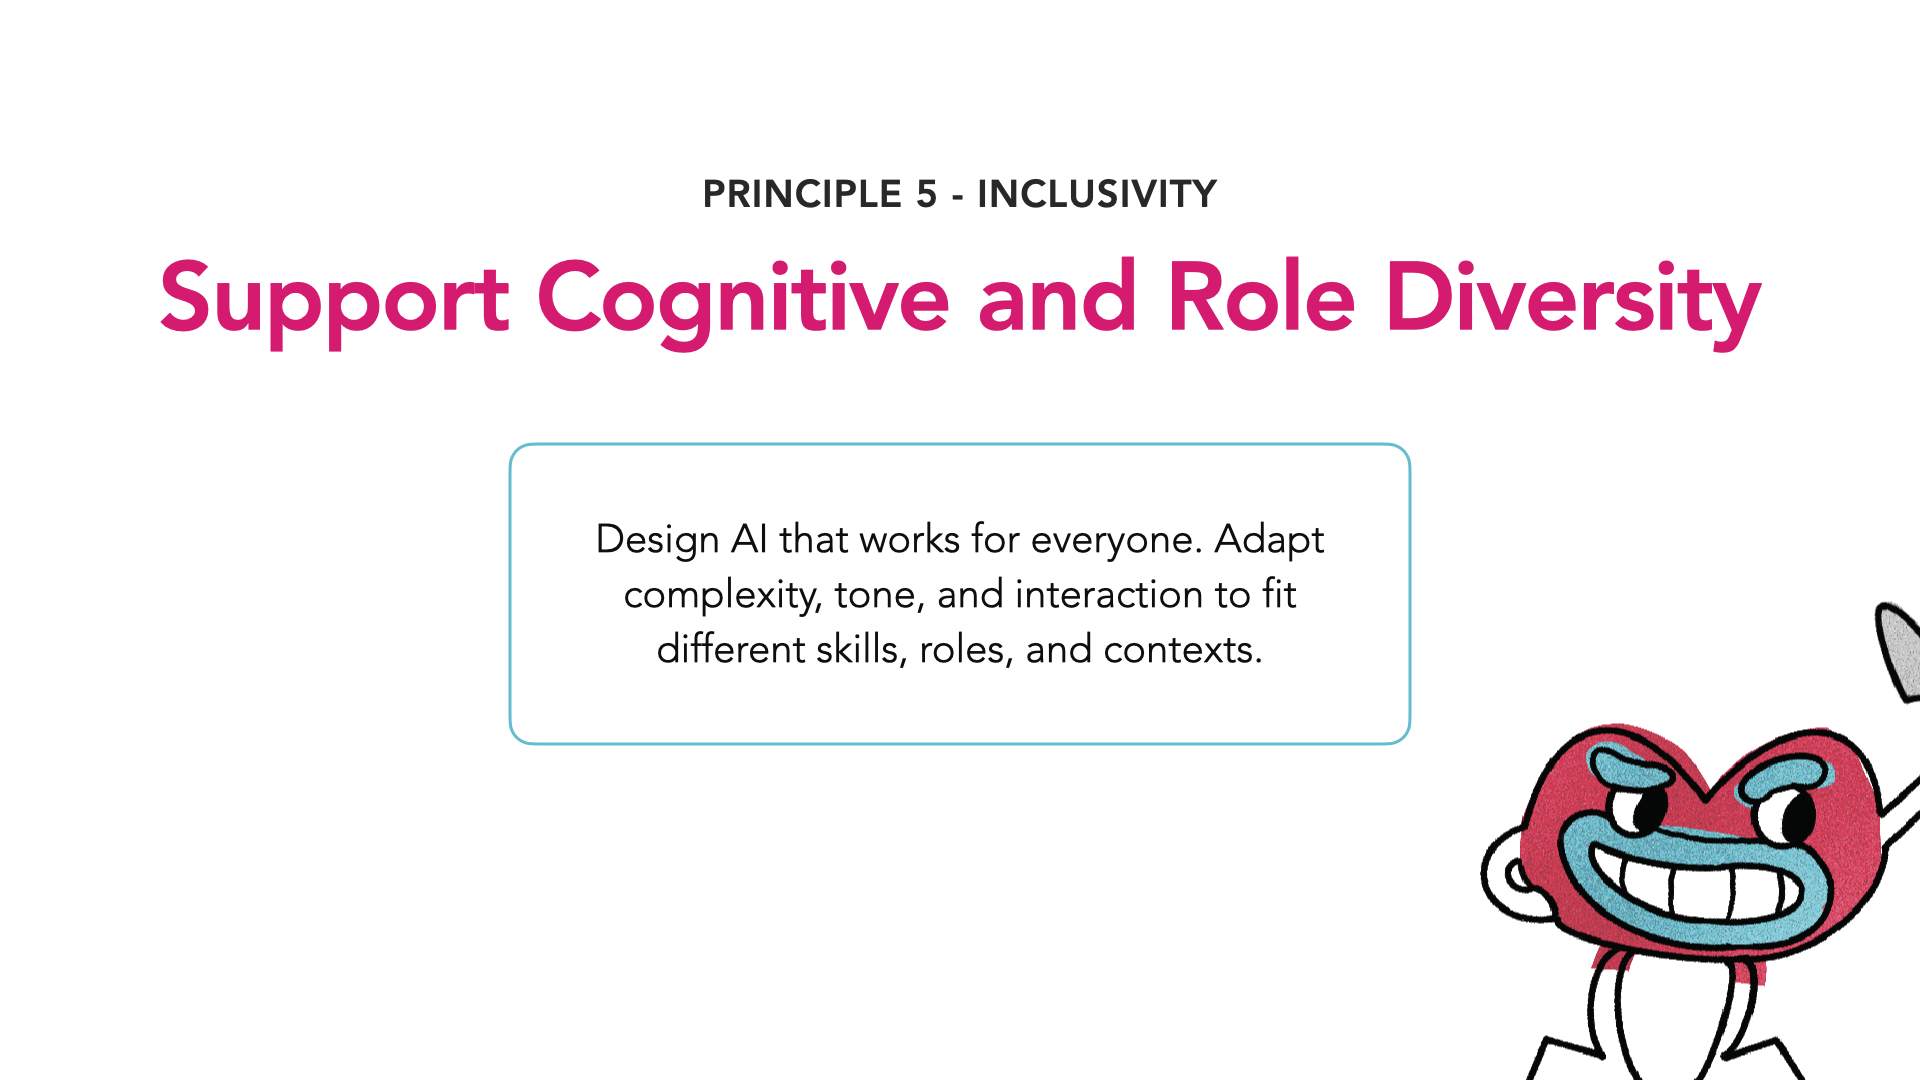 PRINCIPLE 5 - INCLUSIVITY
Support Cognitive and Role Diversity
Design AI that works for everyone. Adapt
complexity, tone, and interaction to fit
different skills, roles, and contexts.